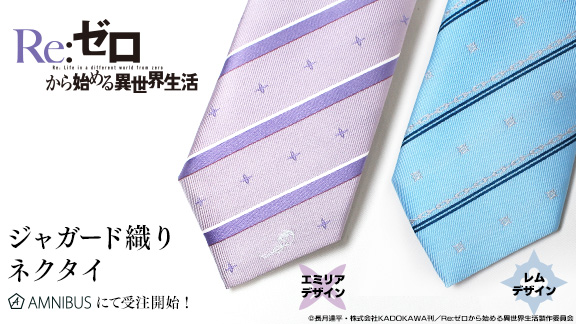 Re:ゼロ
Re: Life in a different world from zero
から始める異世界生活
ジャガード織り
ネクタイ
AMNIBUS にて受注開始！
エミリア
デザイン
レム
デザイン
©長月達平・株式会社KADOKAWA刊／Re:ゼロから始める異世界生活製作委員会